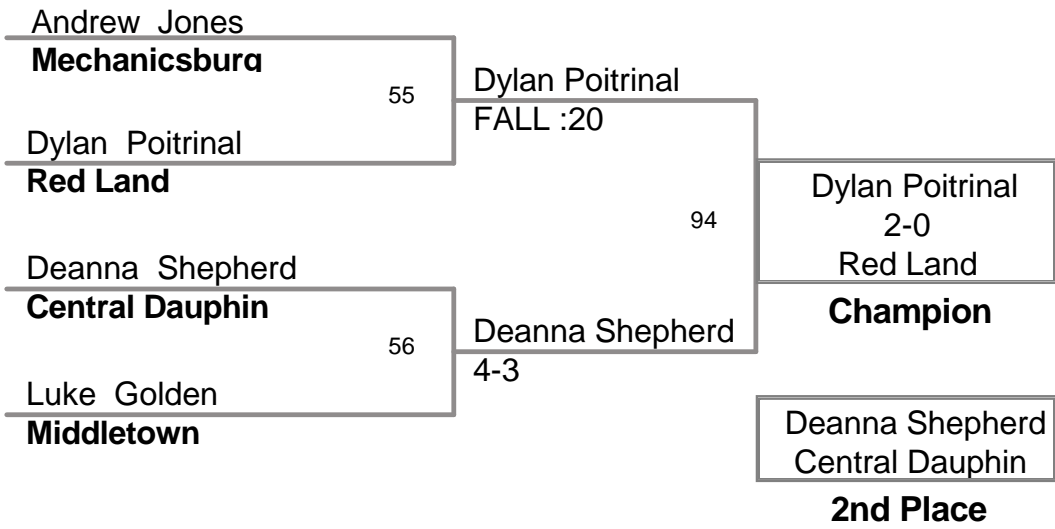 Andrew Jones
Mechanicsburg
55
Dylan Poitrinal
Red Land
Dylan Poitrinal
FALL :20
Deanna Shepherd
Central Dauphin
56
Luke Golden
Middletown
Deanna Shepherd
4-3
94
Dylan Poitrinal
2-0
Red Land
Champion
Deanna Shepherd
Central Dauphin
2nd Place